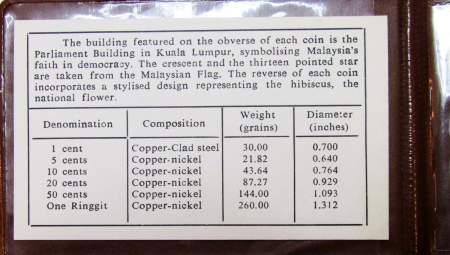 The building featured on the obverse of each coin is the
Parliament Building in Kuala Lumpur, symbolising Malaysia's
faith in democracy. The crescent and the thirteen pointed star
are taken from the Malaysian Flag. The reverse of each coin
incorporates a stylised design representing the hibiscus, the
national flower.
Denomination Composition Weight (grains) Diameter (inches)
1 cent Copper-Clad steel 30.00 0.700
5 cents Copper-nickel 21.82 0.640
10 cents Copper-nickel 43.64 0.764
20 cents Copper-nickel 87.27 0.929
50 cents Copper-nickel 144.00 1.093
One Ringgit Copper-nickel 260.00 1.312